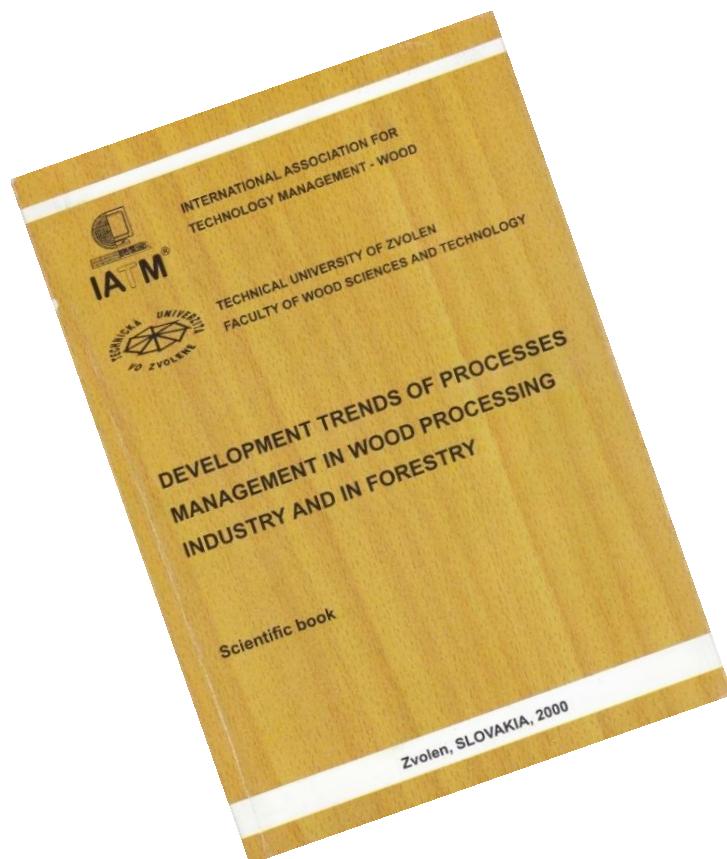 INTERNATIONAL ASSOCIATION FOR
TECHNOLOGY MANAGEMENT - WOOD
IATM®
TECHNICAL UNIVERSITY OF ZVOLEN
FACULTY OF WOOD SCIENCES AND TECHNOLOGY
TECHNICKÁ UNIVERZITA
VO ZVOLENE
DEVELOPMENT TRENDS OF PROCESSES
MANAGEMENT IN WOOD PROCESSING
INDUSTRY AND IN FORESTRY
Scientific book
Zvolen, SLOVAKIA, 2000